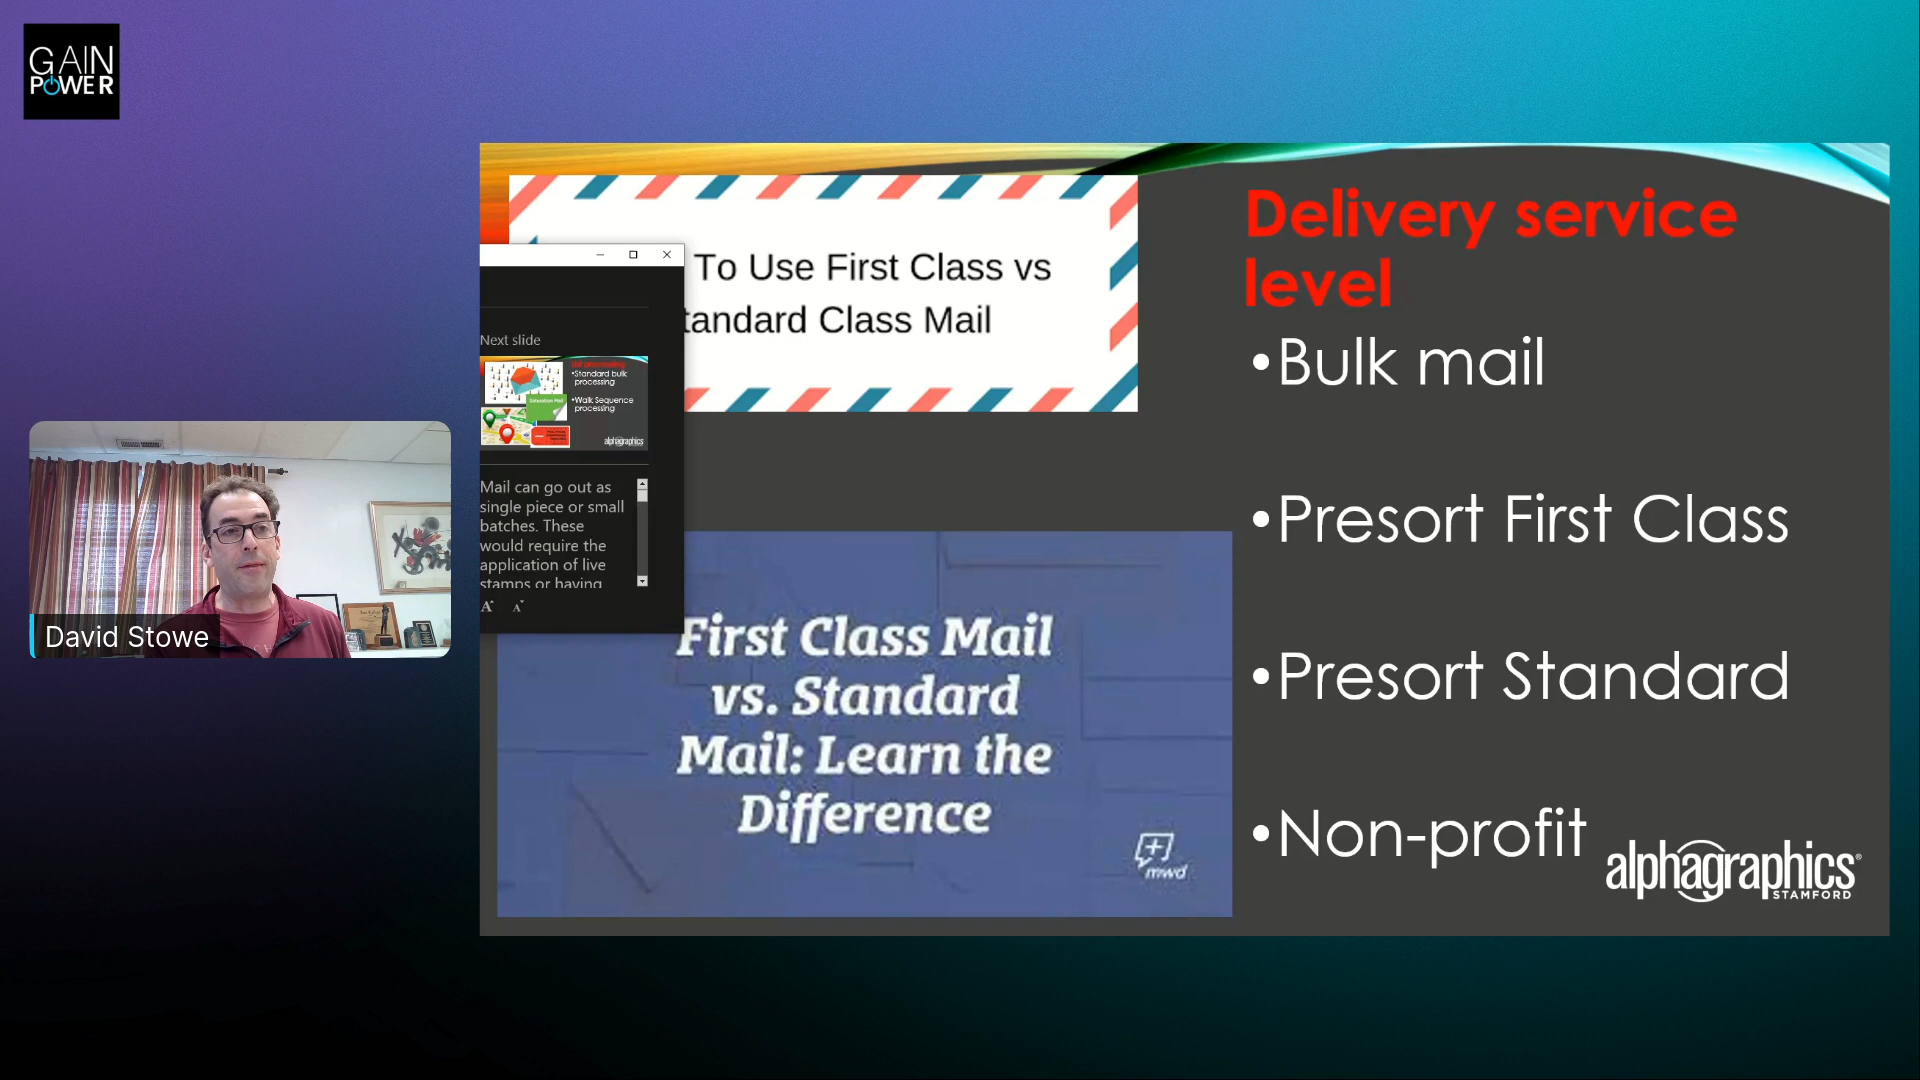 GAIN
POWER
To Use First Class vs
tandard Class Mail
Delivery service
level
•Bulk mail
•Presort First Class
•Presort Standard
•Non-profit
alphagraphics®
STAMFORD
Next slide
•Standard bulk
processing
•Walk Sequence
processing
alphagraphics
Mail can go out as
single piece or small
batches. These
would require the
application of live
stamps or having
A A
First Class Mail
vs. Standard
Mail: Learn the
Difference
mwd
David Stowe